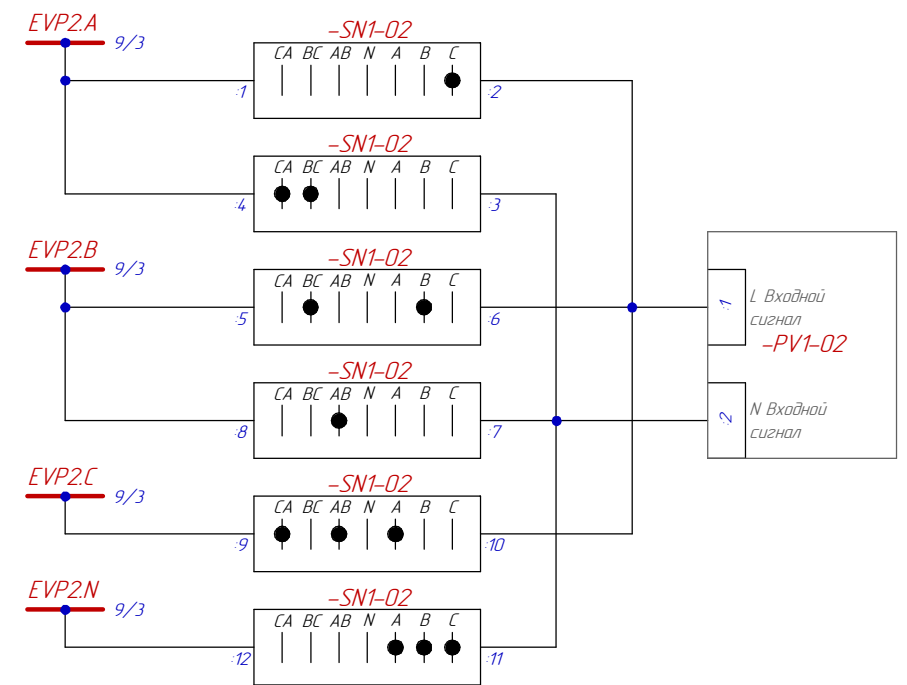 EVP2.A
9/3
-SN1-02
CA BC AB N A B C
:1
:2
-SN1-02
CA BC AB N A B C
:4
:3
EVP2.B
9/3
-SN1-02
CA BC AB N A B C
:5
:6
-SN1-02
CA BC AB N A B C
:8
:7
EVP2.C
9/3
-SN1-02
CA BC AB N A B C
:9
:10
EVP2.N
9/3
-SN1-02
CA BC AB N A B C
:12
:11
:1
L Входной
сигнал
-PV1-02
:2
N Входной
сигнал